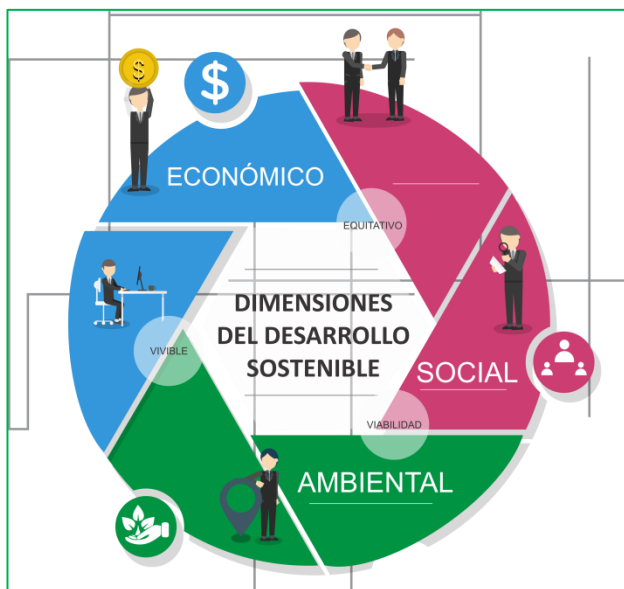 $
$
ECONÓMICO
EQUITATIVO
DIMENSIONES
DEL DESARROLLO
SOSTENIBLE
VIVIBLE
SOCIAL
VIABILIDAD
AMBIENTAL